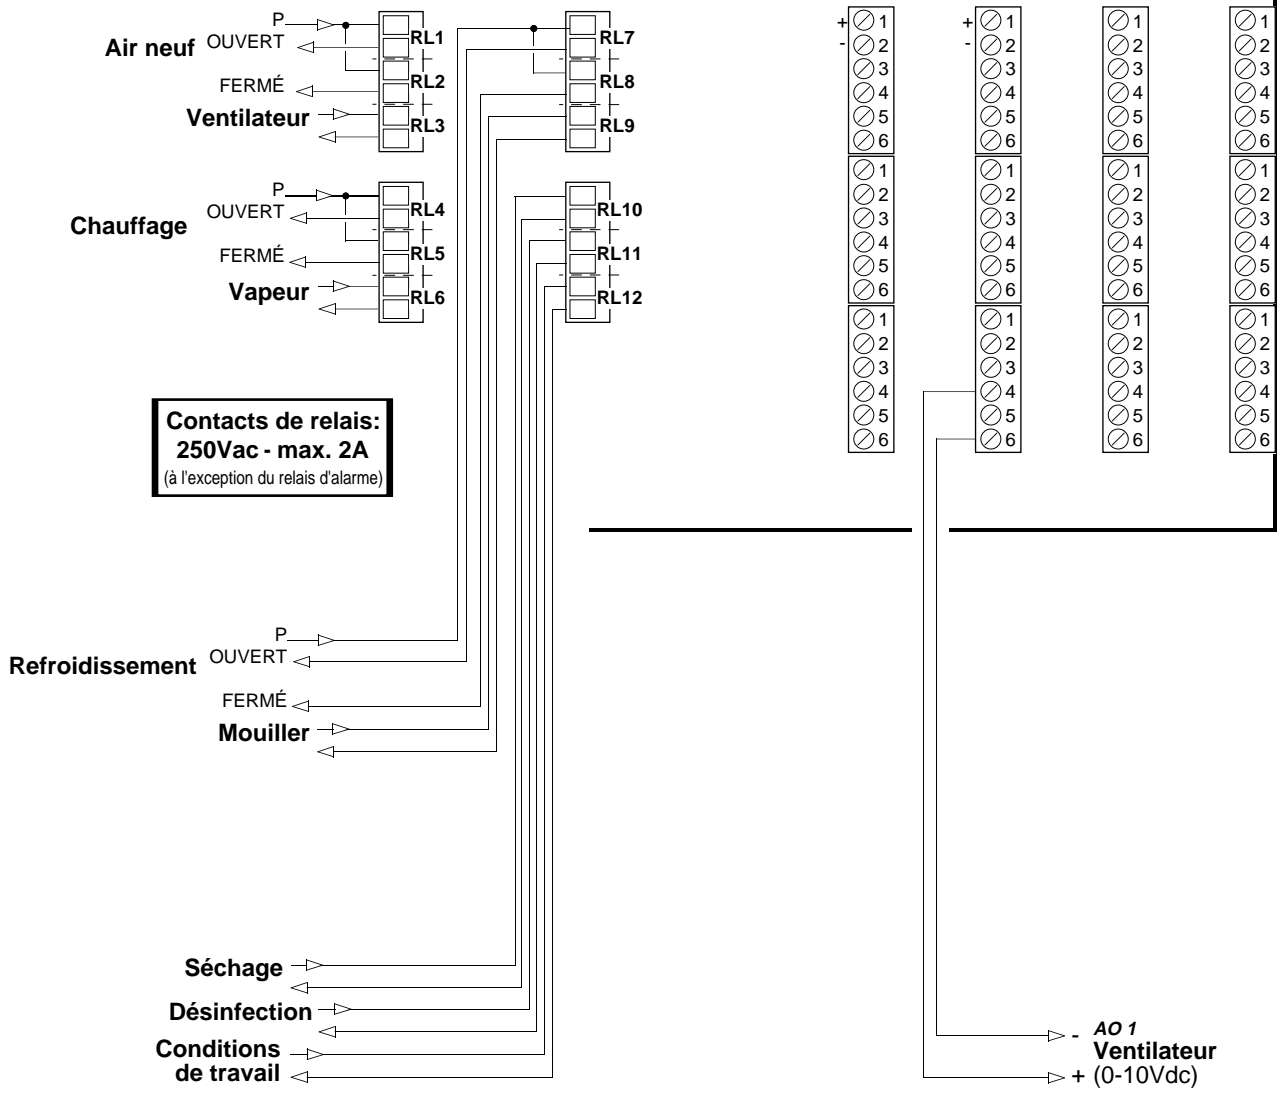 P
Air neuf OUVERT
FERMÉ
Ventilateur
RL1
RL2
RL3
RL7
RL8
RL9
P
Chauffage OUVERT
FERMÉ
Vapeur
RL4
RL5
RL6
RL10
RL11
RL12
+ 1
- 2
3
4
5
6
1
2
3
4
5
6
1
2
3
4
5
6
+ 1
- 2
3
4
5
6
1
2
3
4
5
6
1
2
3
4
5
6
1
2
3
4
5
6
1
2
3
4
5
6
1
2
3
4
5
6
1
2
3
4
5
6
1
2
3
4
5
6
1
2
3
4
5
6
Contacts de relais:
250Vac - max. 2A
(à l'exception du relais d'alarme)
P
Refroidissement OUVERT
FERMÉ
Mouiller
Séchage
Désinfection
Conditions
de travail
- AO 1
Ventilateur
+ (0-10Vdc)